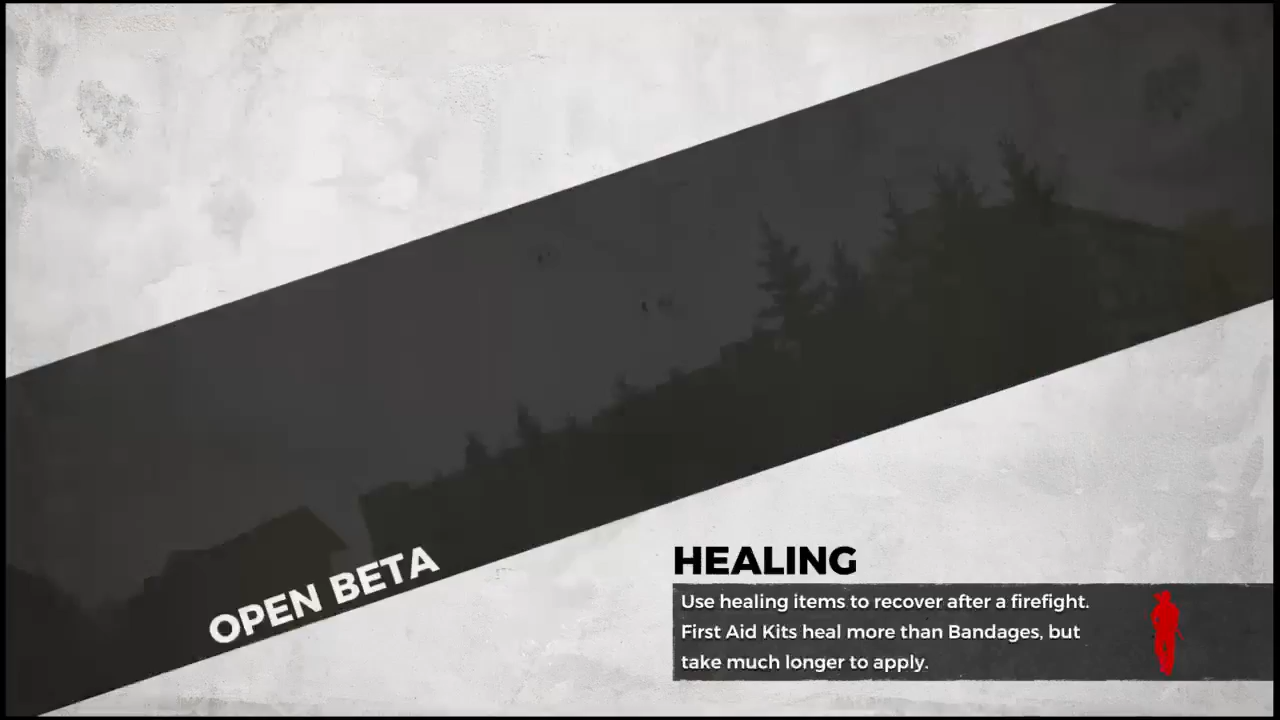 OPEN BETA
HEALING
Use healing items to recover after a firefight.
First Aid Kits heal more than Bandages, but
take much longer to apply.